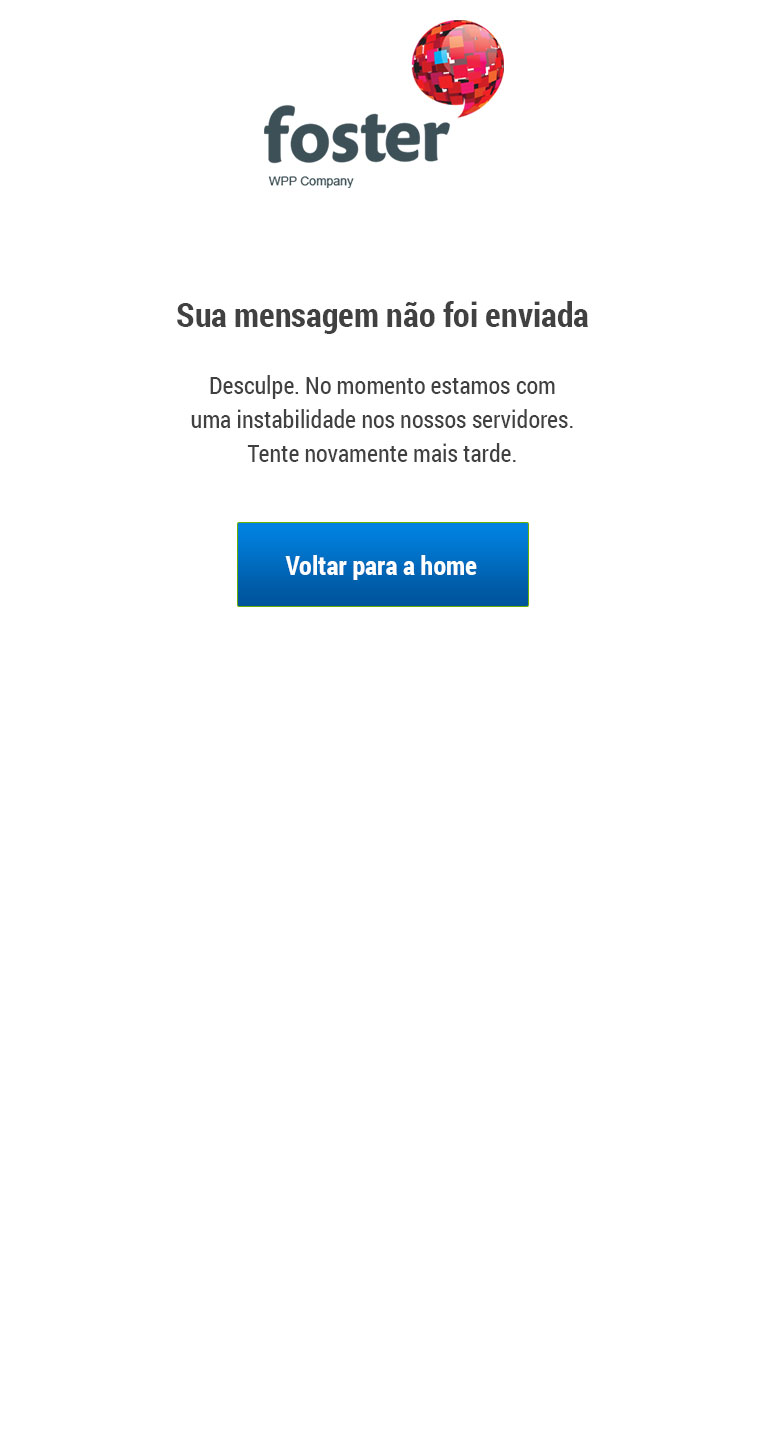 foster
WPP Company
Sua mensagem não foi enviada
Desculpe. No momento estamos com
uma instabilidade nos nossos servidores.
Tente novamente mais tarde.
Voltar para a home